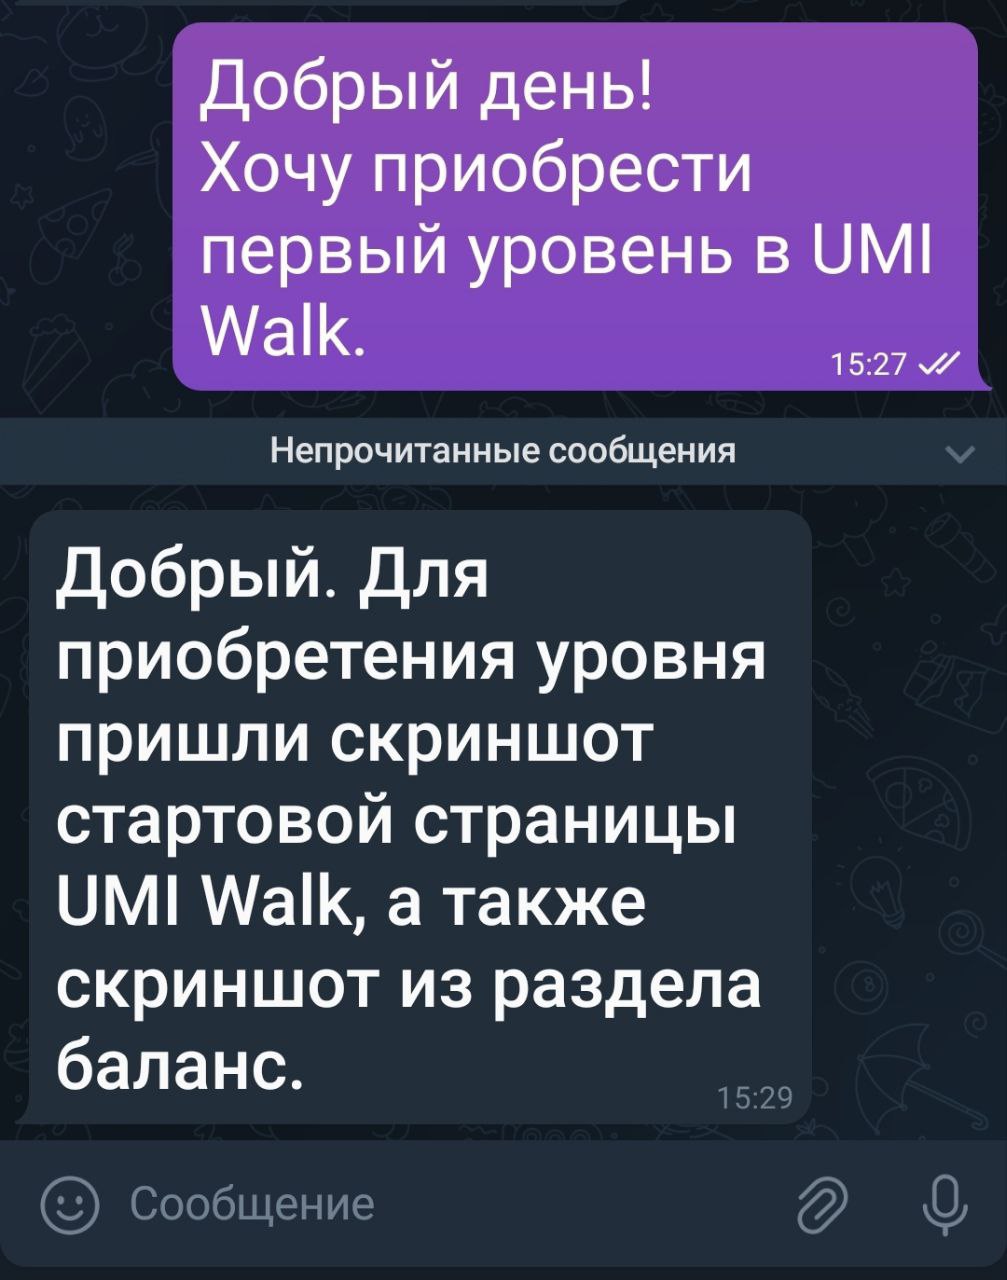 Добрый день!
Хочу приобрести
первый уровень в UMI
Walk.
15:27
Непрочитанные сообщения
Добрый. Для
приобретения уровня
пришли скриншот
стартовой страницы
UMI Walk, а также
скриншот из раздела
баланс.
15:29
Сообщение